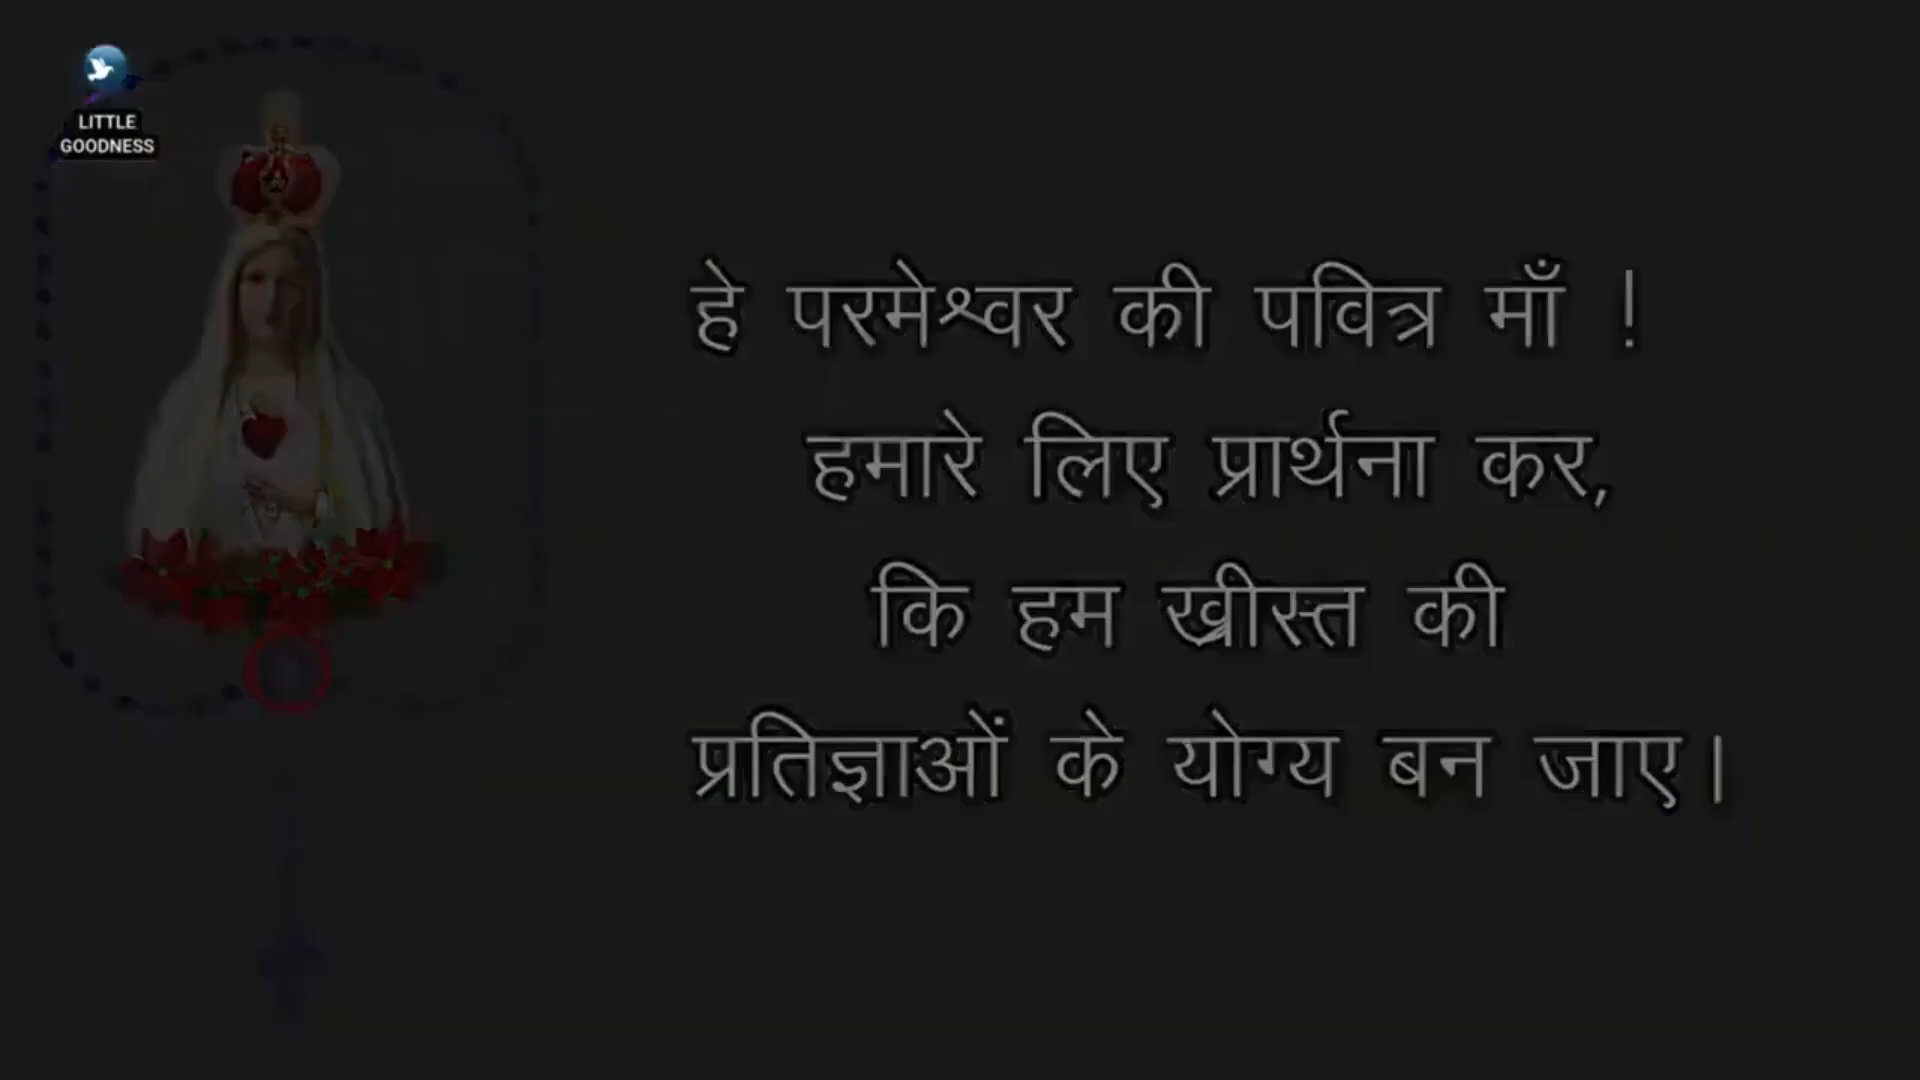 LITTLE
GOODNESS
हे परमेश्वर की पवित्र माँ !
हमारे लिए प्रार्थना कर,
कि हम ख्रीस्त की
प्रतिज्ञाओं के योग्य बन जाए।